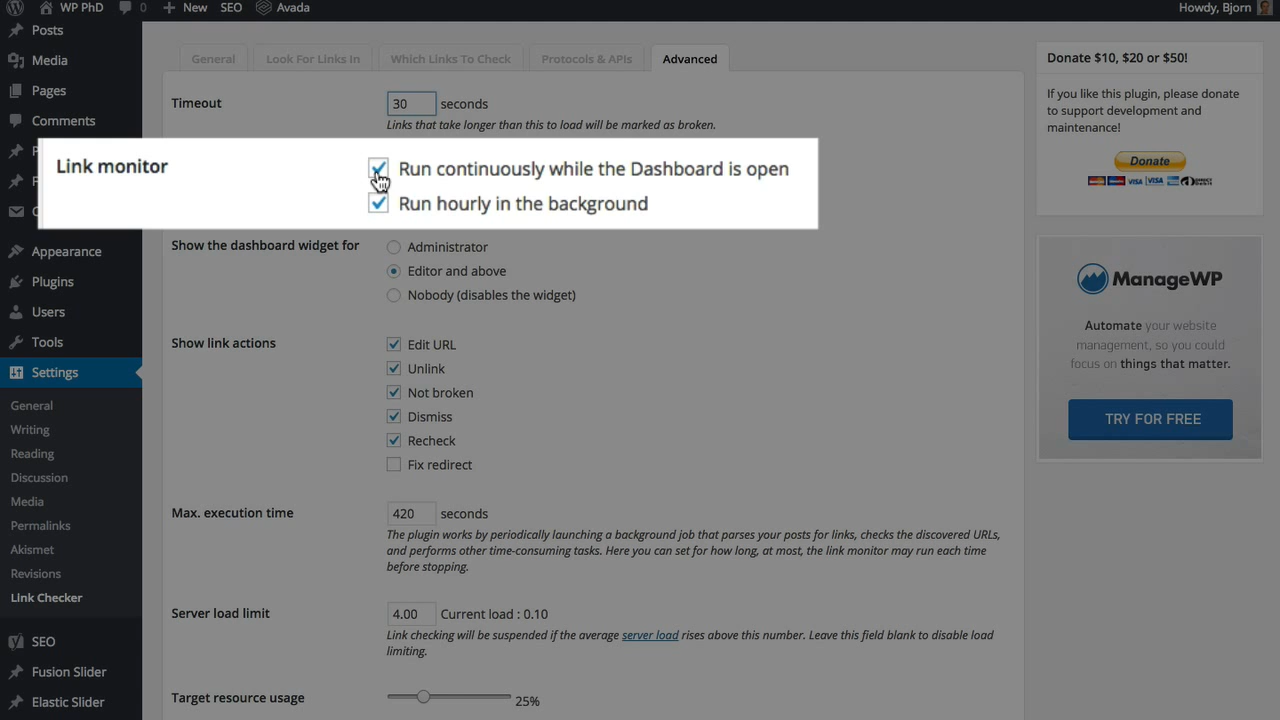 WP PhD 0 New SEO Avada Howdy, Bjorn
Posts
Media
Pages
Comments
Appearance
Plugins
Users
Tools
Settings
General
Writing
Reading
Discussion
Media
Permalinks
Akismet
Revisions
Link Checker
SEO
Fusion Slider
Elastic Slider
General Look For Links In Which Links To Check Protocols & APIs Advanced
Timeout 30 seconds
Links that take longer than this to load will be marked as broken.
Link monitor Run continuously while the Dashboard is open
Run hourly in the background
Show the dashboard widget for Administrator
Editor and above
Nobody (disables the widget)
Show link actions Edit URL
Unlink
Not broken
Dismiss
Recheck
Fix redirect
Max. execution time 420 seconds
The plugin works by periodically launching a background job that parses your posts for links, checks the discovered URLs,
and performs other time-consuming tasks. Here you can set for how long, at most, the link monitor may run each time
before stopping.
Server load limit 4.00 Current load : 0.10
Link checking will be suspended if the average server load rises above this number. Leave this field blank to disable load
limiting.
Target resource usage 25%
Donate $10, $20 or $50!
If you like this plugin, please donate
to support development and
maintenance!
Donate
VISA
ManageWP
Automate your website
management, so you could
focus on things that matter.
TRY FOR FREE